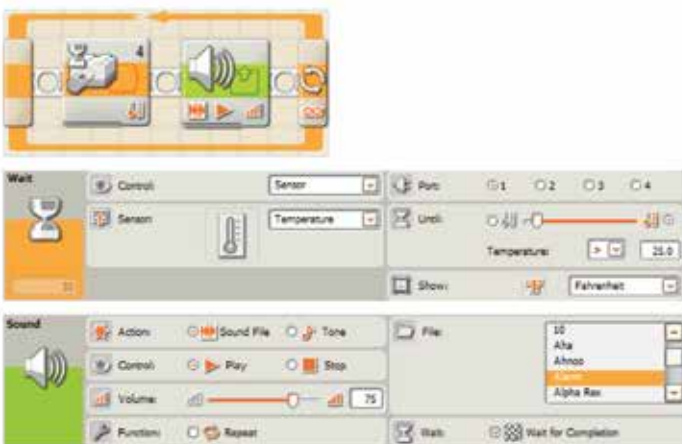 4
Wait
Control: Sensor
Port: 1 2 3 4
Sensor: Temperature
Until:
Temperature: > 25.0
Show: Fahrenheit
Sound
Action: Sound File Tone
File: 10
Aha
Control: Play Stop
Alarm
Alpha Rex
Volume: 75
Function: Repeat
Wait: Wait for Completion